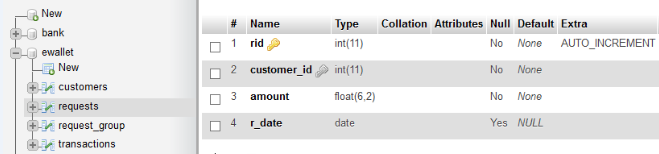 New
bank
ewallet
New
customers
requests
request_group
transactions
# Name Type Collation Attributes Null Default Extra
1 rid int(11) No None AUTO_INCREMENT
2 customer_id int(11) No None
3 amount float(6,2) No None
4 r_date date Yes NULL